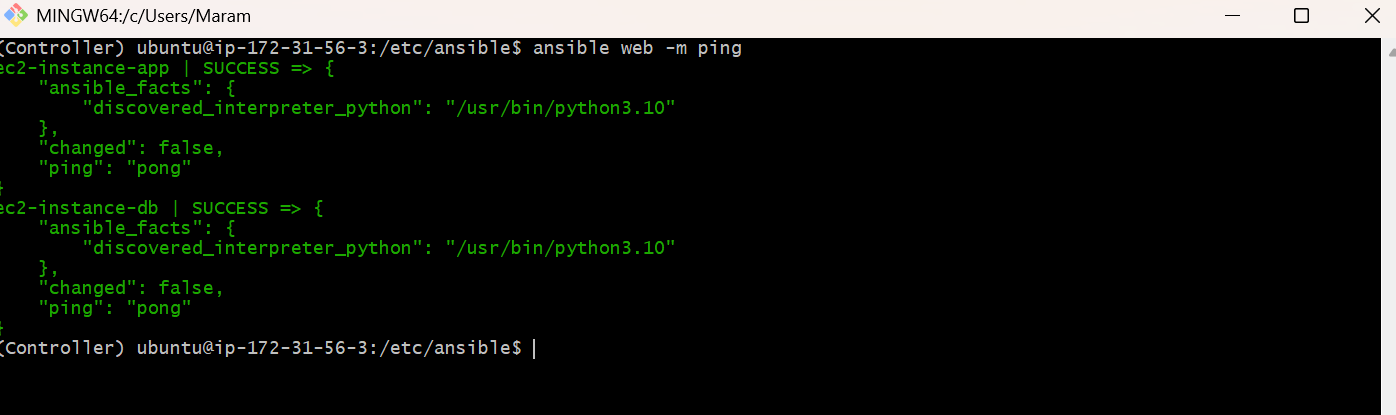 MINGW64:/c/Users/Maram
(Controller) ubuntu@ip-172-31-56-3:/etc/ansible$ ansible web -m ping
ec2-instance-app | SUCCESS => {
    "ansible_facts": {
        "discovered_interpreter_python": "/usr/bin/python3.10"
    },
    "changed": false,
    "ping": "pong"
}
ec2-instance-db | SUCCESS => {
    "ansible_facts": {
        "discovered_interpreter_python": "/usr/bin/python3.10"
    },
    "changed": false,
    "ping": "pong"
}
(Controller) ubuntu@ip-172-31-56-3:/etc/ansible$